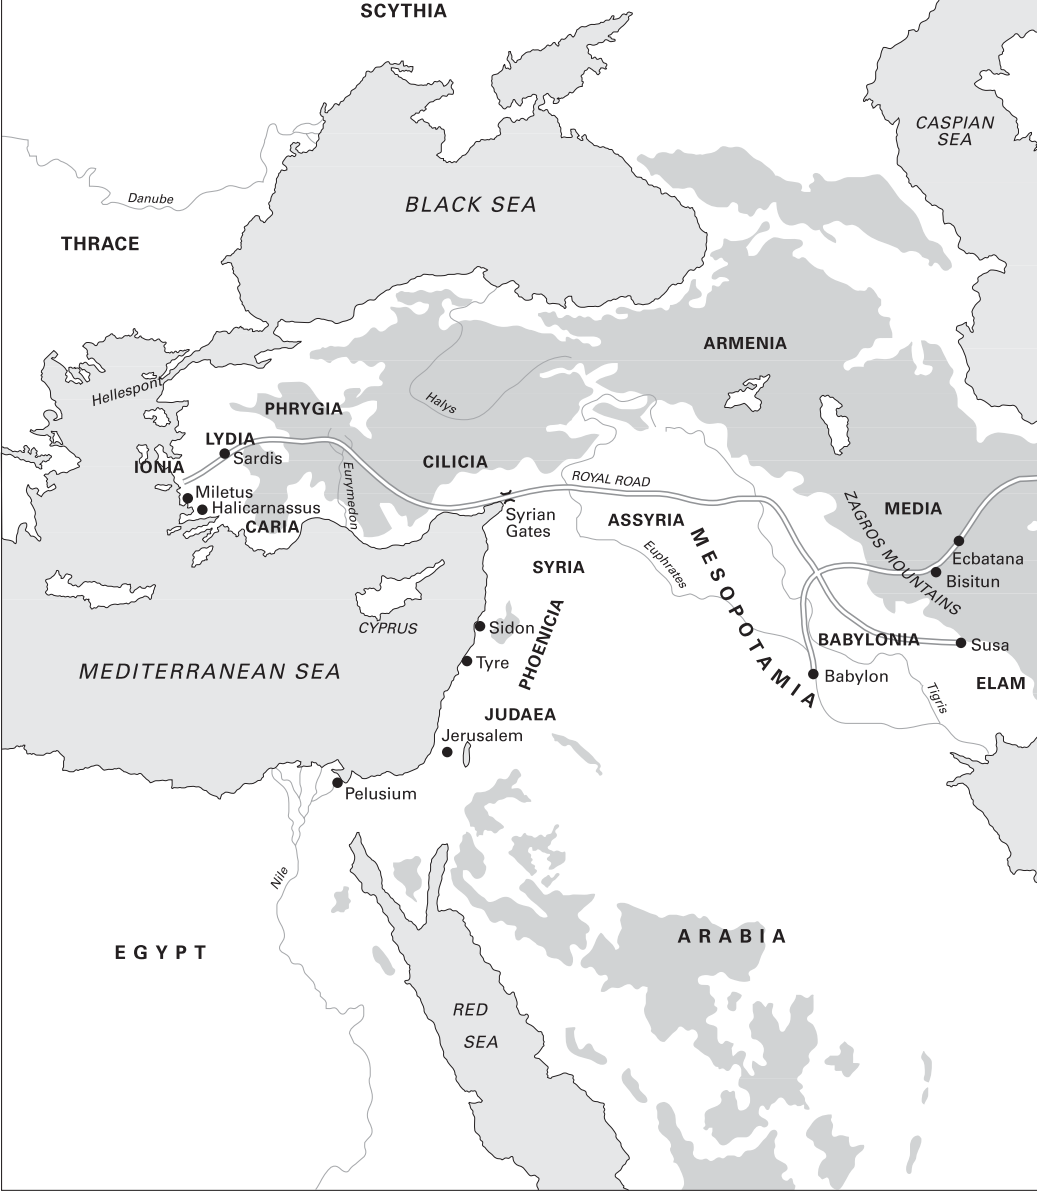 SCYTHIA
CASPIAN
SEA
Danube
BLACK SEA
THRACE
ARMENIA
Hellespont
Halys
PHRYGIA
LYDIA
Sardis
IONIA
CILICIA
Eurymedon
ROYAL ROAD
Miletus
Halicarnassus
CARIA
Syrian
Gates
ASSYRIA
MEDIA
ZAGROS MOUNTAINS
MESOPOTAMIA
Euphrates
Ecbatana
Bisitun
SYRIA
CYPRUS
Sidon
PHOENICIA
BABYLONIA
Susa
MEDITERRANEAN SEA
Tyre
Babylon
ELAM
Tigris
JUDAEA
Jerusalem
Pelusium
Nile
EGYPT
ARABIA
RED
SEA